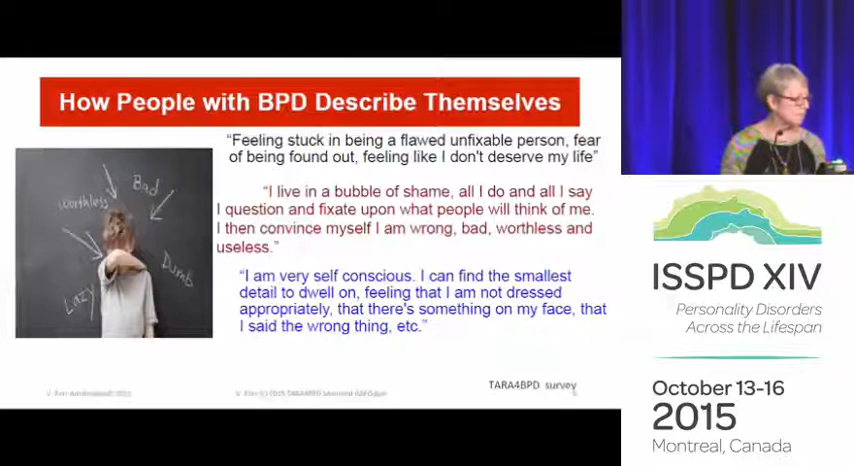 How People with BPD Describe Themselves
“Feeling stuck in being a flawed unfixable person, fear
of being found out, feeling like I don't deserve my life”
“I live in a bubble of shame, all I do and all I say
I question and fixate upon what people will think of me.
I then convince myself I am wrong, bad, worthless and
useless.”
“I am very self conscious. I can find the smallest
detail to dwell on, feeling that I am not dressed
appropriately, that there's something on my face, that
I said the wrong thing, etc.”
Bad
Worthless
Dumb
Lazy
TARA4BPD survey
ISSPD XIV
Personality Disorders
Across the Lifespan
October 13-16
2015
Montreal, Canada